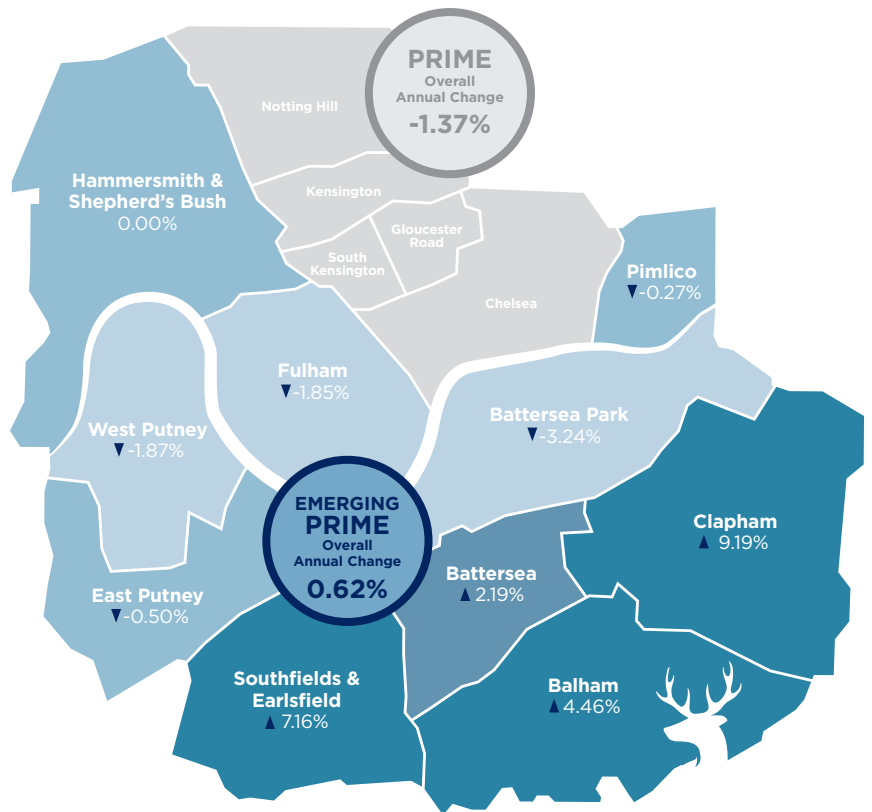 PRIME
Overall
Annual Change
-1.37%
Notting Hill
Kensington
Gloucester
Road
South
Kensington
Chelsea
Hammersmith &
Shepherd's Bush
0.00%
Pimlico
▼-0.27%
Fulham
▼-1.85%
West Putney
▼-1.87%
Battersea Park
▼-3.24%
EMERGING
PRIME
Overall
Annual Change
0.62%
Clapham
▲ 9.19%
Battersea
▲ 2.19%
East Putney
▼-0.50%
Southfields &
Earlsfield
▲ 7.16%
Balham
▲ 4.46%